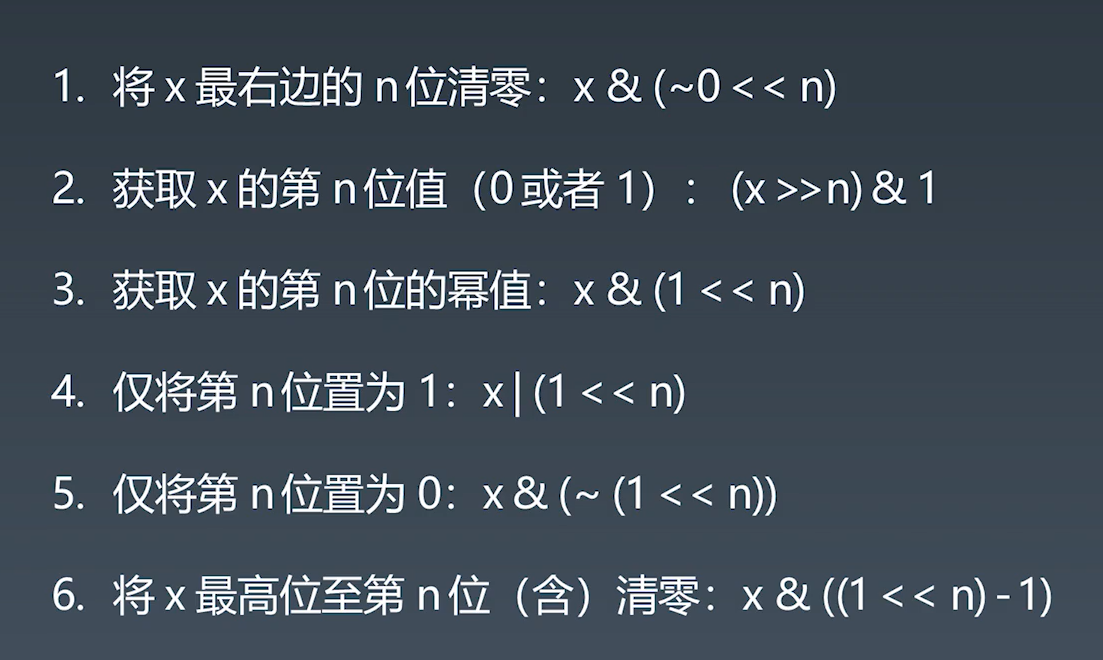 1. 将 x 最右边的 n 位清零：x & (~0 << n)
2. 获取 x 的第 n 位值（0 或者 1）： (x >> n) & 1
3. 获取 x 的第 n 位的幂值：x & (1 << n)
4. 仅将第 n 位置为 1：x | (1 << n)
5. 仅将第 n 位置为 0：x & (~ (1 << n))
6. 将 x 最高位至第 n 位（含）清零：x & ((1 << n) - 1)